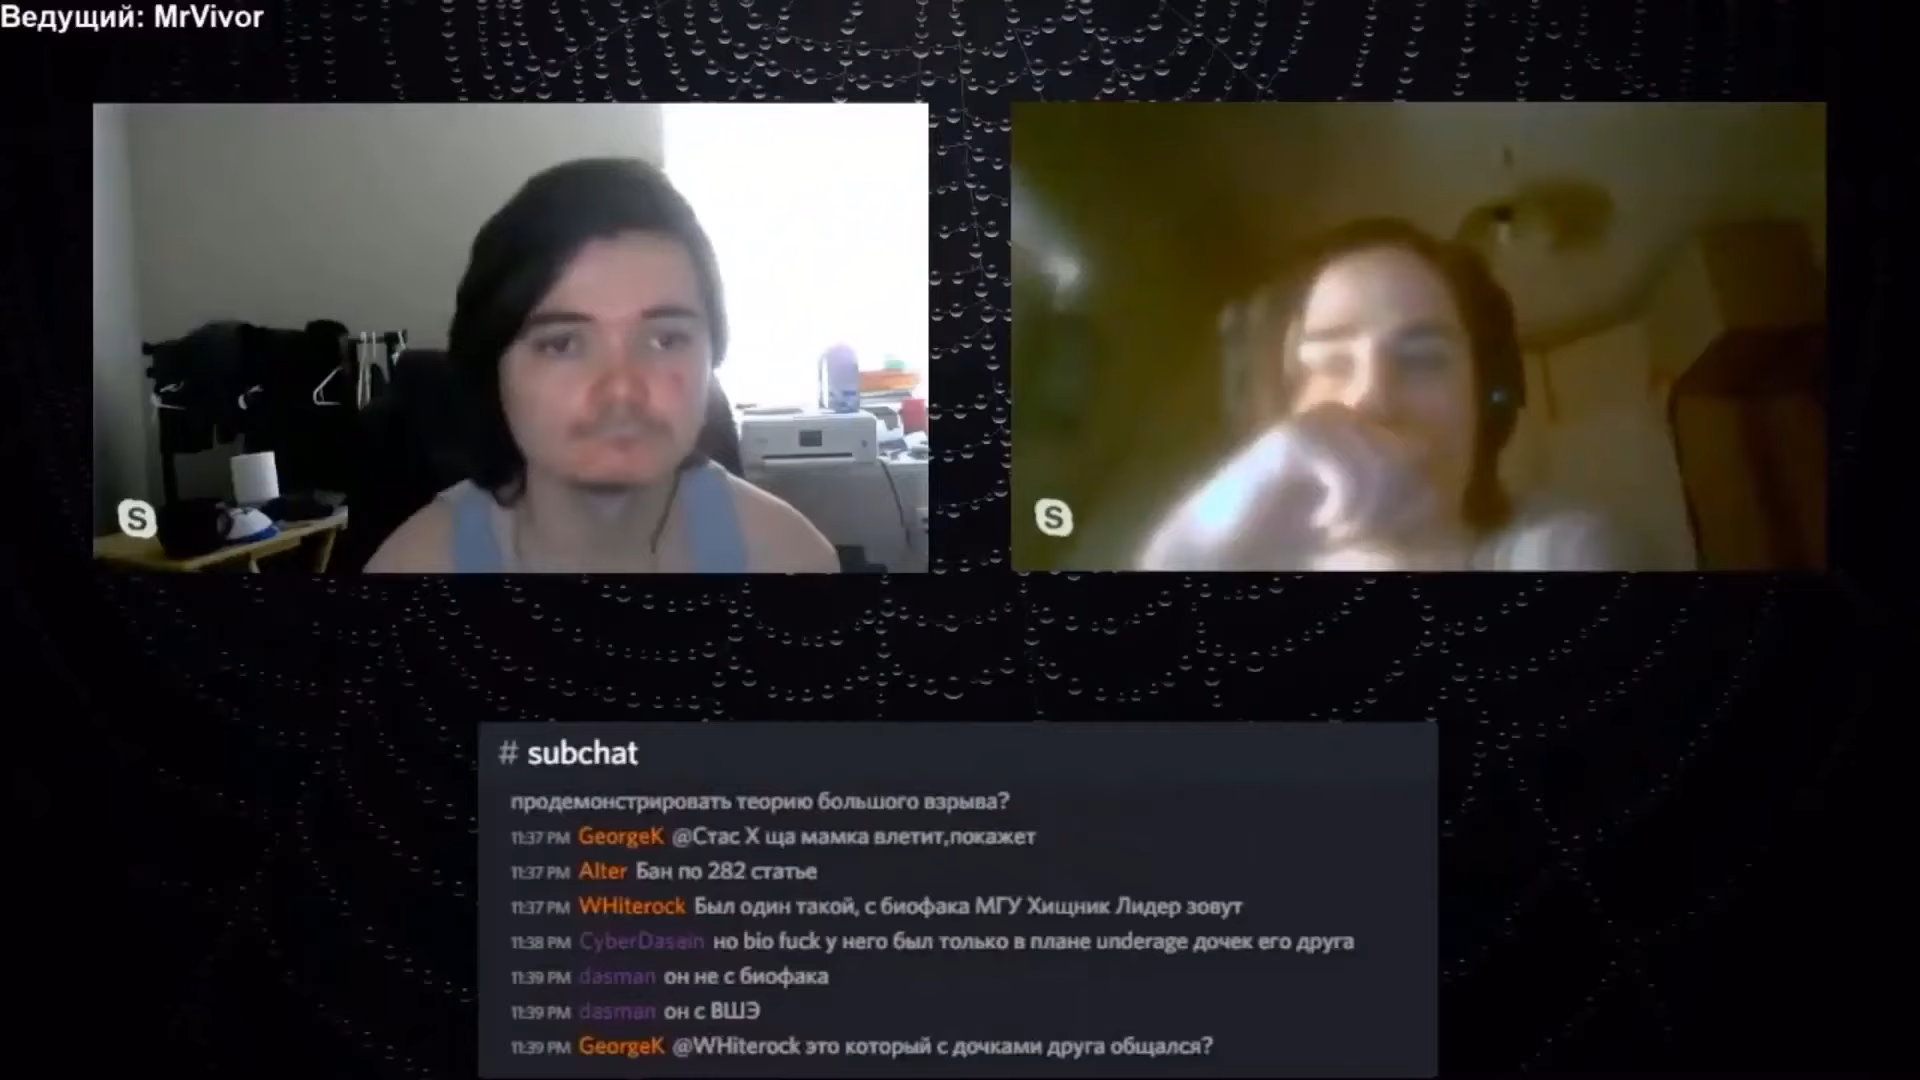 Ведущий: MrVivor
S
S
# subchat
продемонстрировать теорию большого взрыва?
11:37 PM GeorgeK @Стас Х ща мамка влетит,покажет
11:37 PM Alter Бан по 282 статье
11:37 PM WHiterock Был один такой, с биофака МГУ Хищник Лидер зовут
11:38 PM CyberDasein но bio fuck у него был только в плане underage дочек его друга
11:39 PM dasman он не с биофака
11:39 PM dasman он с ВШЭ
11:39 PM GeorgeK @WHiterock это который с дочками друга общался?